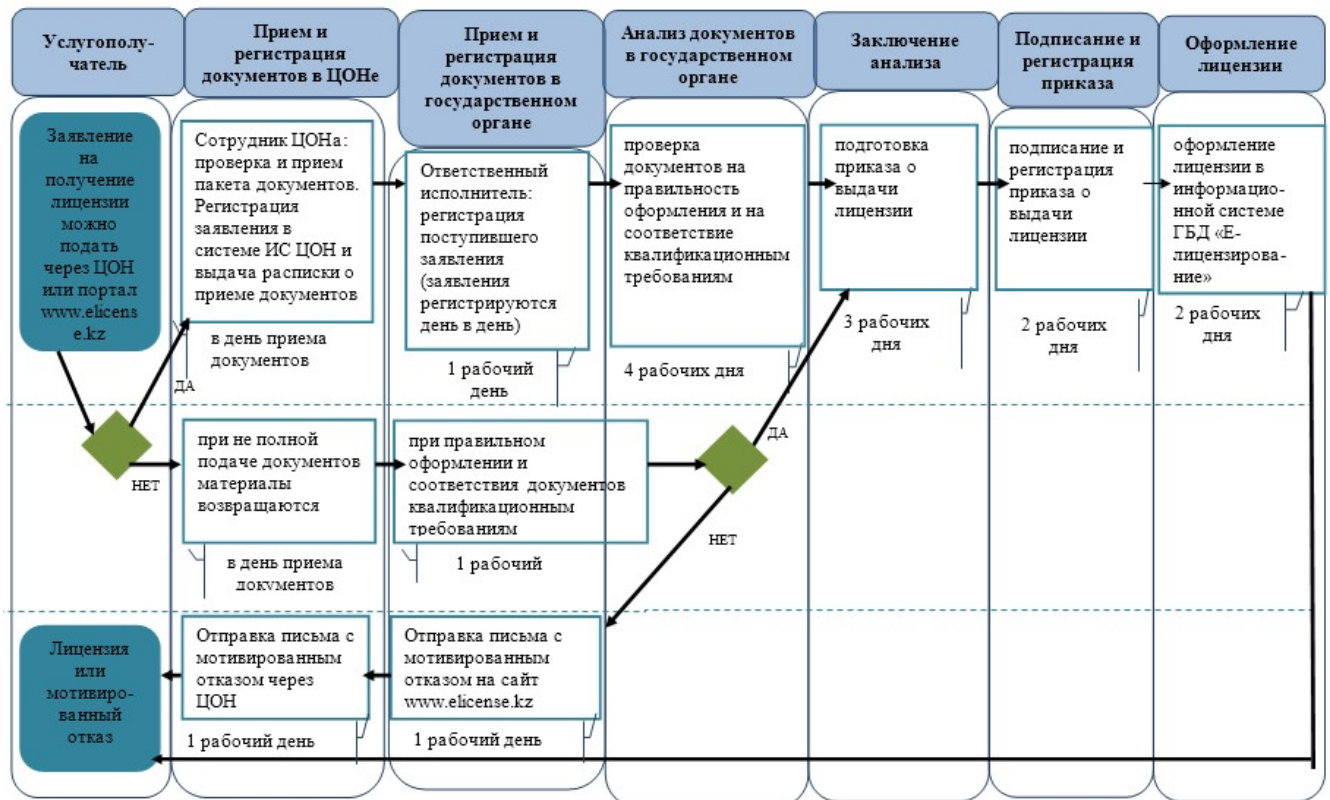 Услугополу-
чатель
Прием и
регистрация
документов в ЦОНе
Прием и
регистрация
документов в
государственном
органе
Анализ документов
в государственном
органе
Заключение
анализа
Подписание и
регистрация
приказа
Оформление
лицензии
Заявление
на
получение
лицензии
можно
подать
через ЦОН
или портал
www.elicens
e.kz
Сотрудник ЦОНа:
проверка и прием
пакета документов.
Регистрация
заявления в
системе ИС ЦОН и
выдача расписки о
приеме документов
в день приема
документов
Ответственный
исполнитель:
регистрация
поступившего
заявления
(заявления
регистрируются
день в день)
1 рабочий
день
проверка
документов на
правильность
оформления и на
соответствие
квалификационным
требованиям
4 рабочих дня
подготовка
приказа о
выдачи
лицензии
3 рабочих
дня
подписание и
регистрация
приказа о
выдачи
лицензии
2 рабочих
дня
оформление
лицензии в
информацио-
нной системе
ГБД «Е-
лицензирова-
ние»
2 рабочих
дня
ДА
НЕТ
при не полной
подаче документов
материалы
возвращаются
в день приема
документов
при правильном
оформлении и
соответствия документов
квалификационным
требованиям
1 рабочий
ДА
НЕТ
Лицензия
или
мотивиро-
ванный
отказ
Отправка письма с
мотивированным
отказом через
ЦОН
1 рабочий день
Отправка письма с
мотивированным
отказом на сайт
www.elicense.kz
1 рабочий день